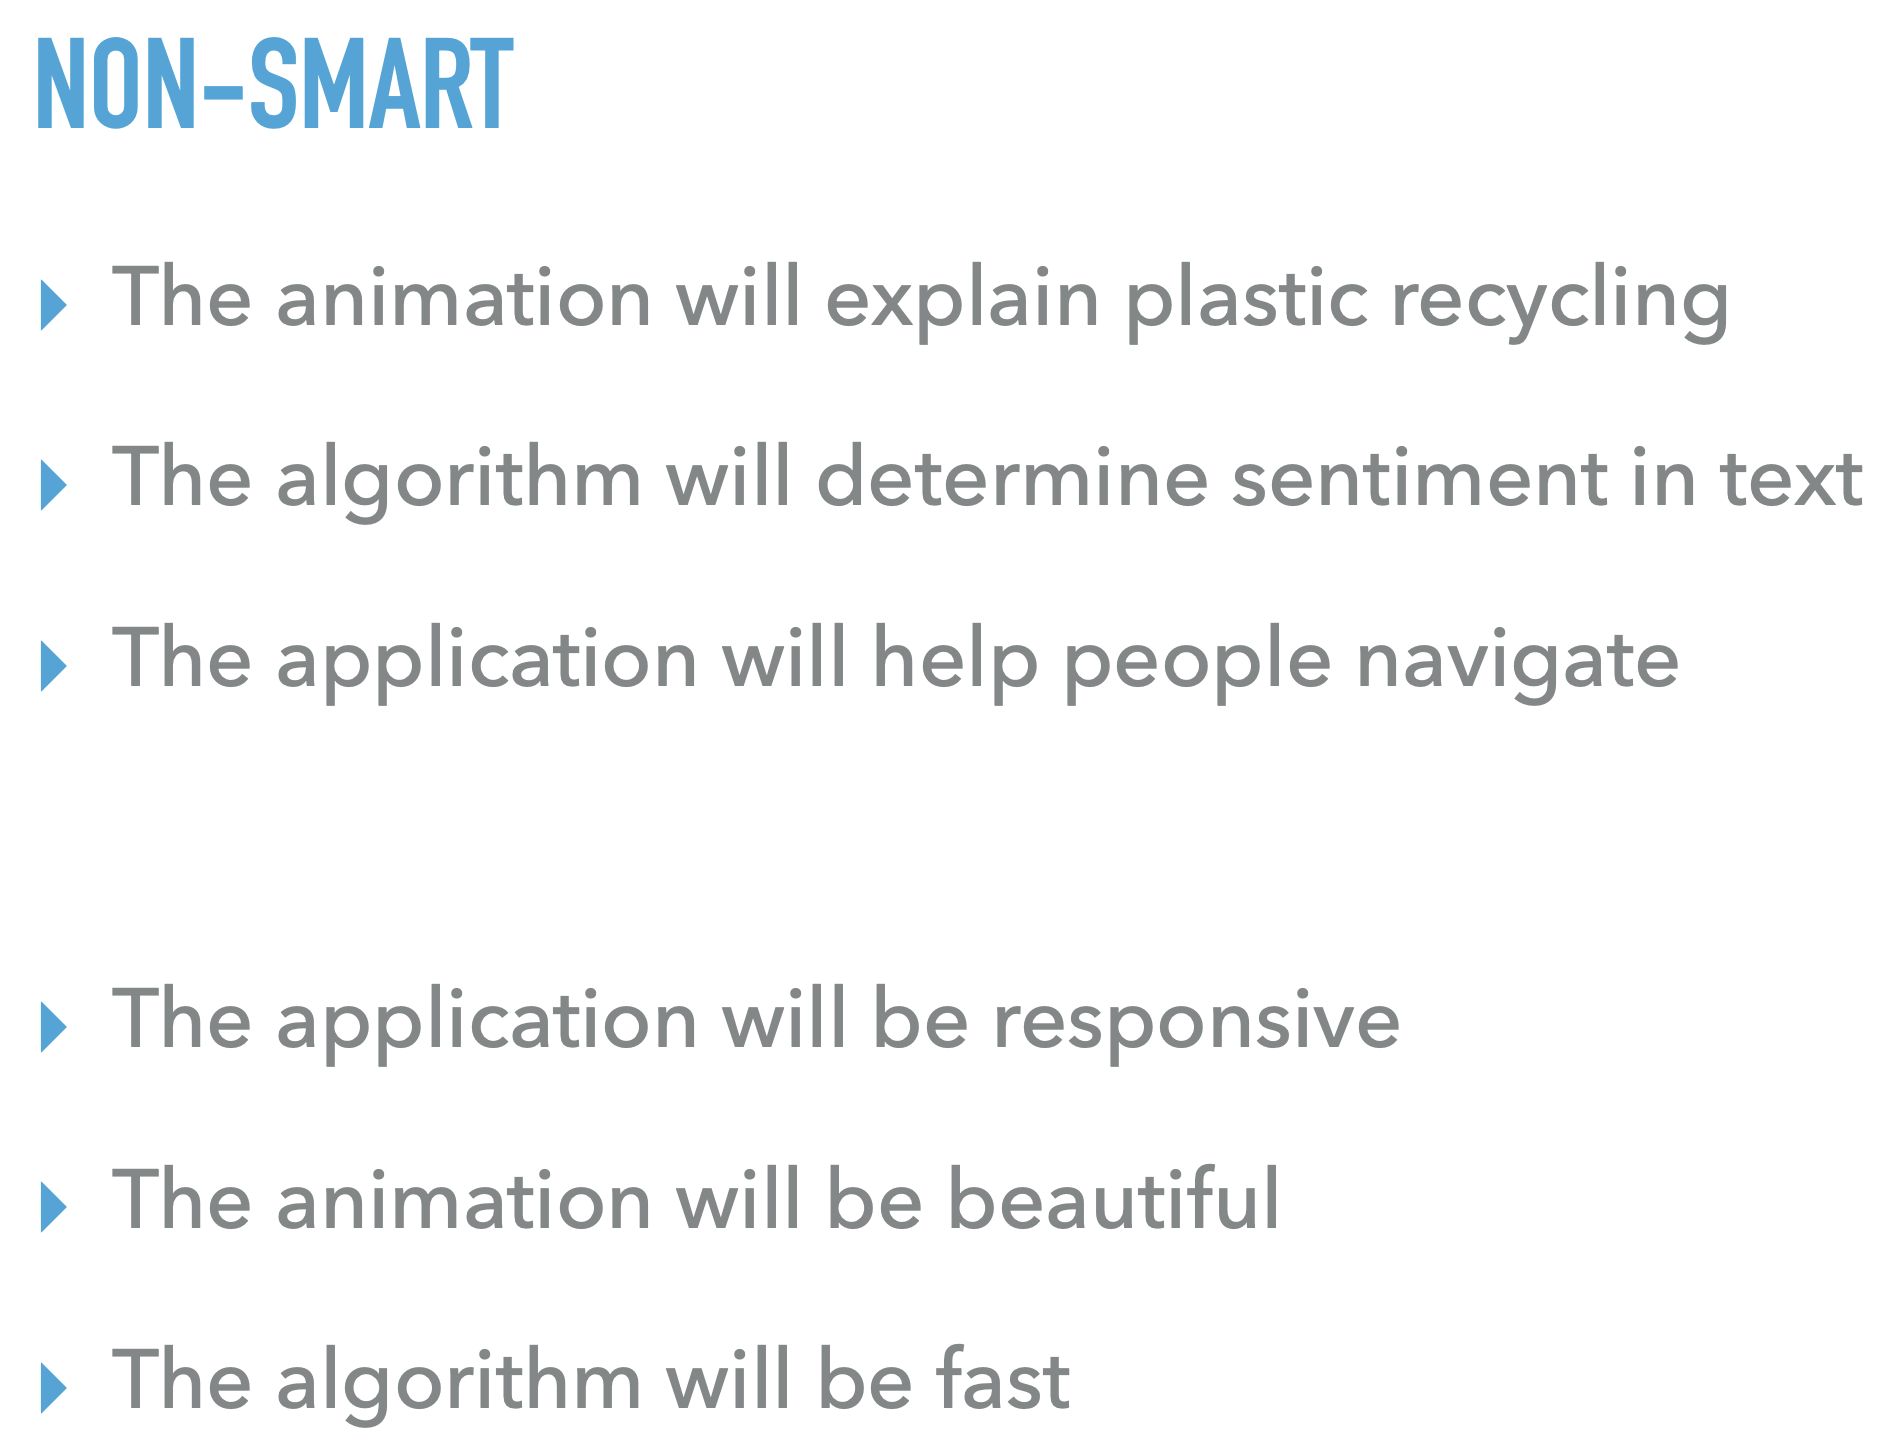 NON-SMART
The animation will explain plastic recycling
The algorithm will determine sentiment in text
The application will help people navigate
The application will be responsive
The animation will be beautiful
The algorithm will be fast